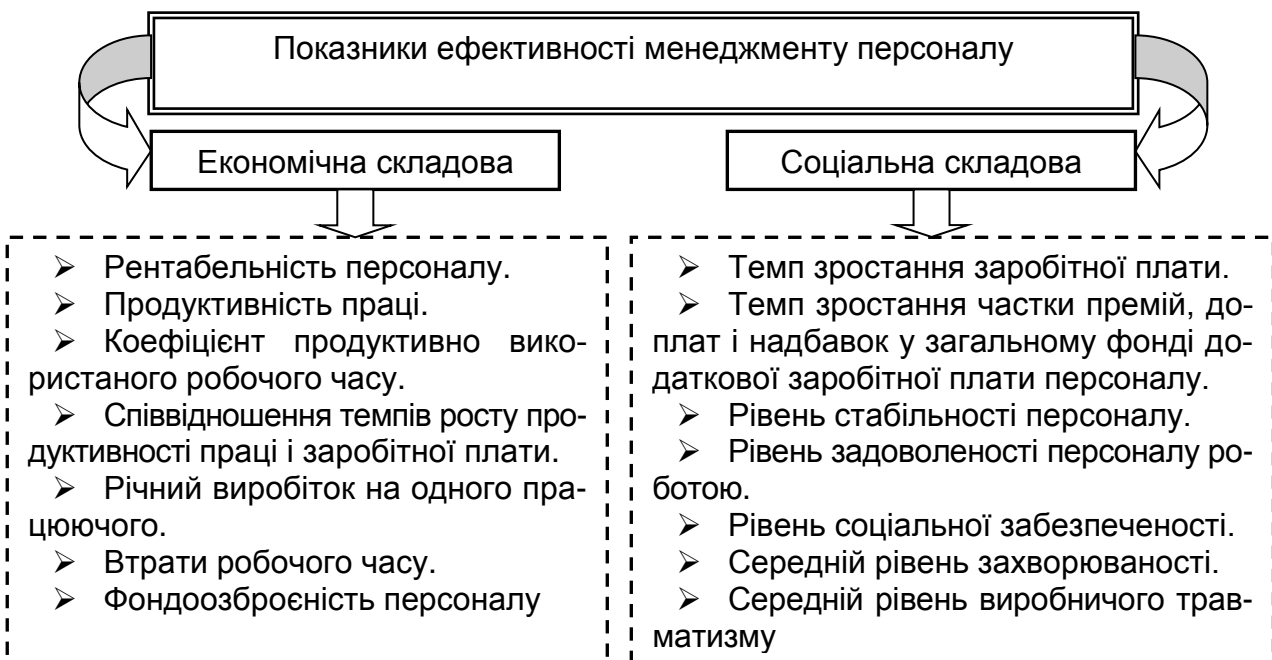 Показники ефективності менеджменту персоналу
Економічна складова
Соціальна складова
➢ Рентабельність персоналу.
➢ Продуктивність праці.
➢ Коефіцієнт продуктивно вико-
ристаного робочого часу.
➢ Співвідношення темпів росту про-
дуктивності праці і заробітної плати.
➢ Річний виробіток на одного пра-
цюючого.
➢ Втрати робочого часу.
➢ Фондоозброєність персоналу
➢ Темп зростання заробітної плати.
➢ Темп зростання частки премій, до-
плат і надбавок у загальному фонді до-
даткової заробітної плати персоналу.
➢ Рівень стабільності персоналу.
➢ Рівень задоволеності персоналу ро-
ботою.
➢ Рівень соціальної забезпеченості.
➢ Середній рівень захворюваності.
➢ Середній рівень виробничого трав-
матизму